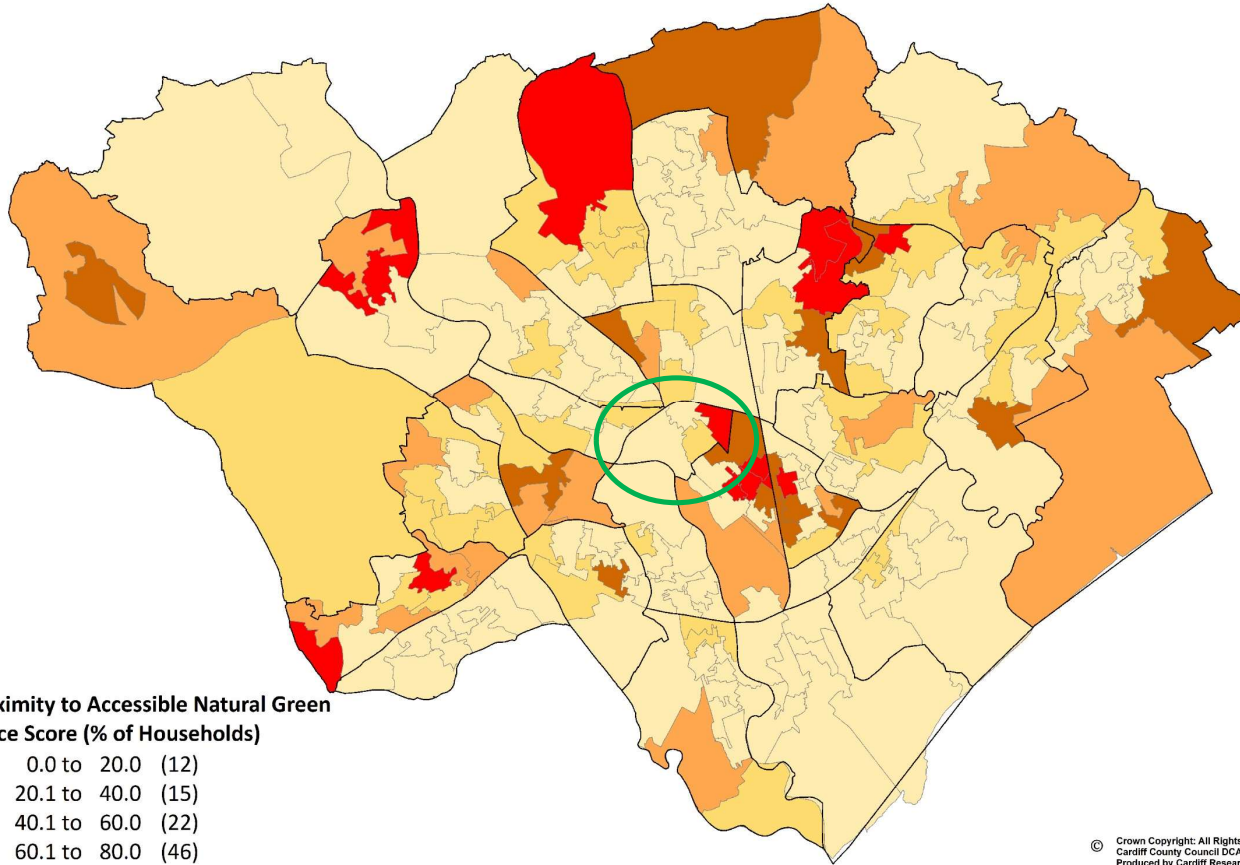 ximity to Accessible Natural Green
ce Score (% of Households)
0.0 to 20.0 (12)
20.1 to 40.0 (15)
40.1 to 60.0 (22)
60.1 to 80.0 (46)
© Crown Copyright: All Rights
Cardiff County Council DCA
Produced by Cardiff Resear